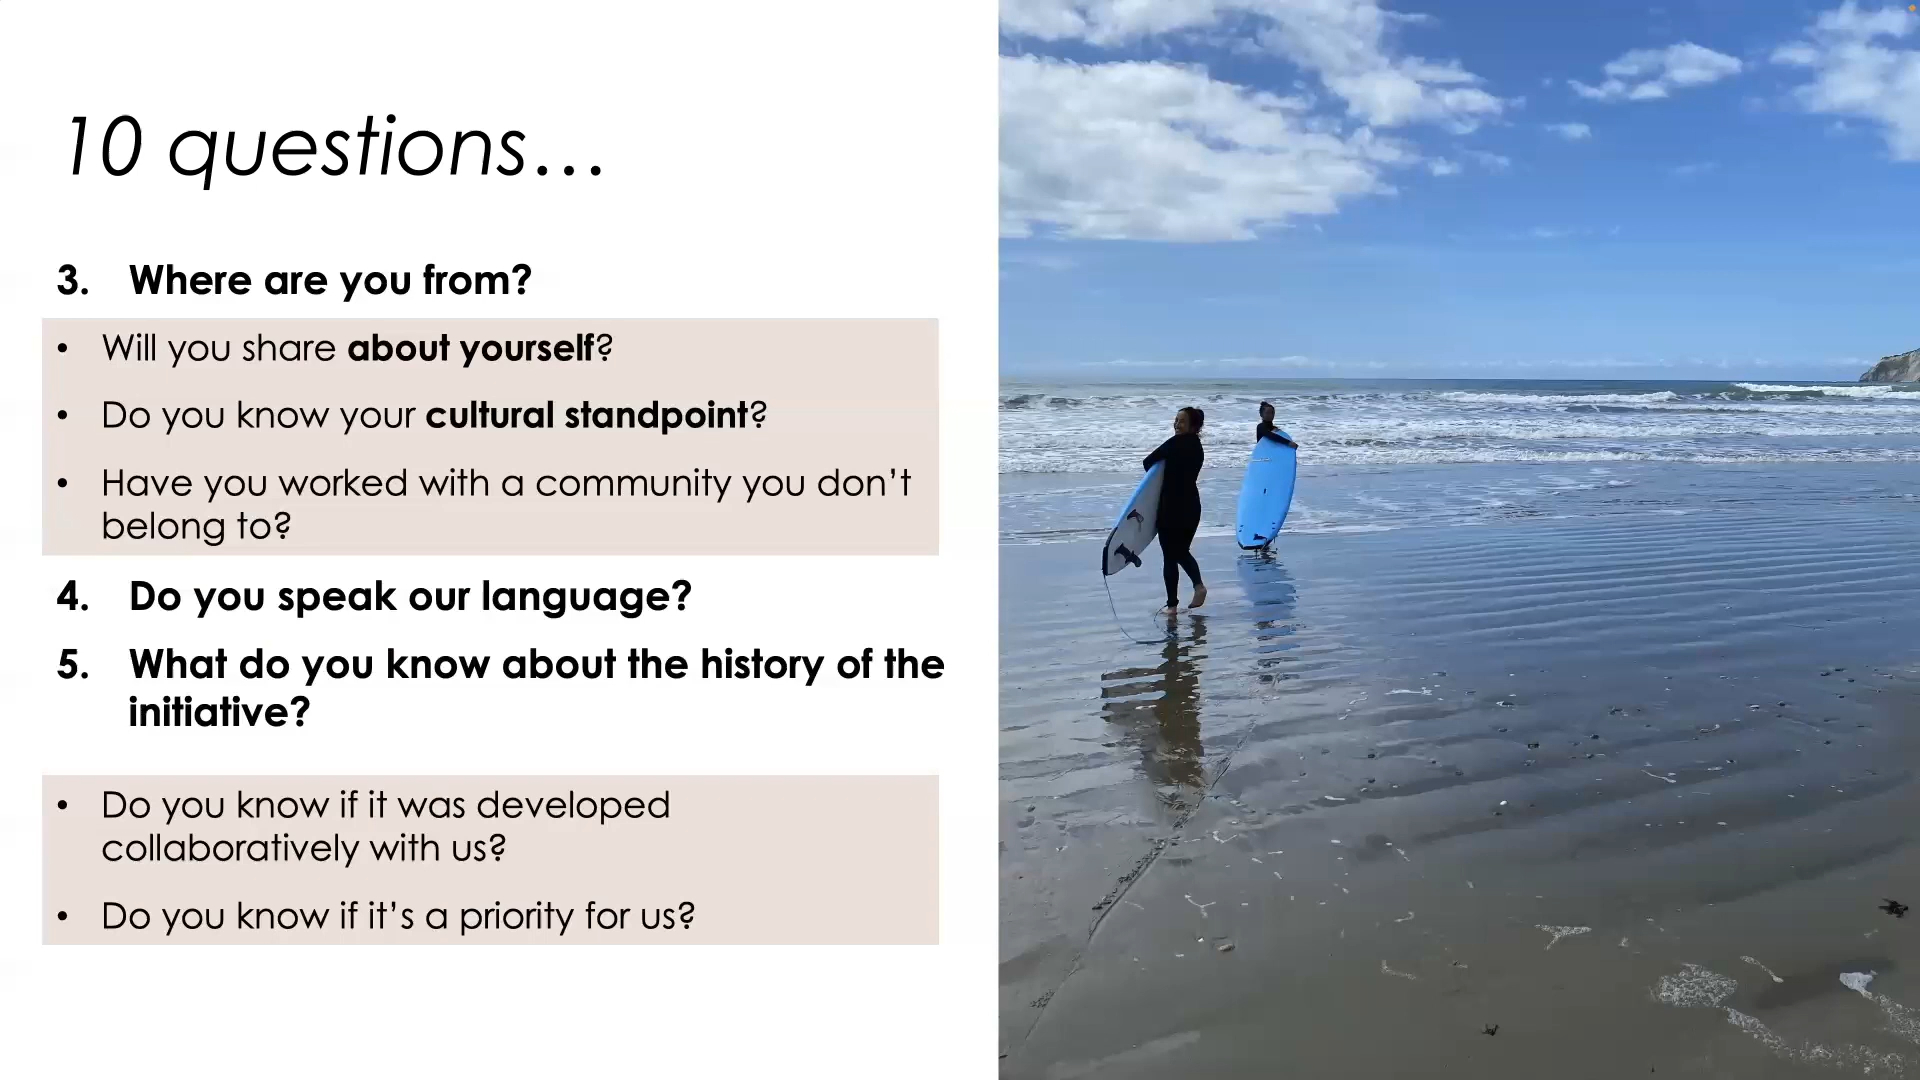 10 questions…
3. Where are you from?
• Will you share about yourself?
• Do you know your cultural standpoint?
• Have you worked with a community you don’t
belong to?
4. Do you speak our language?
5. What do you know about the history of the
initiative?
• Do you know if it was developed
collaboratively with us?
• Do you know if it’s a priority for us?